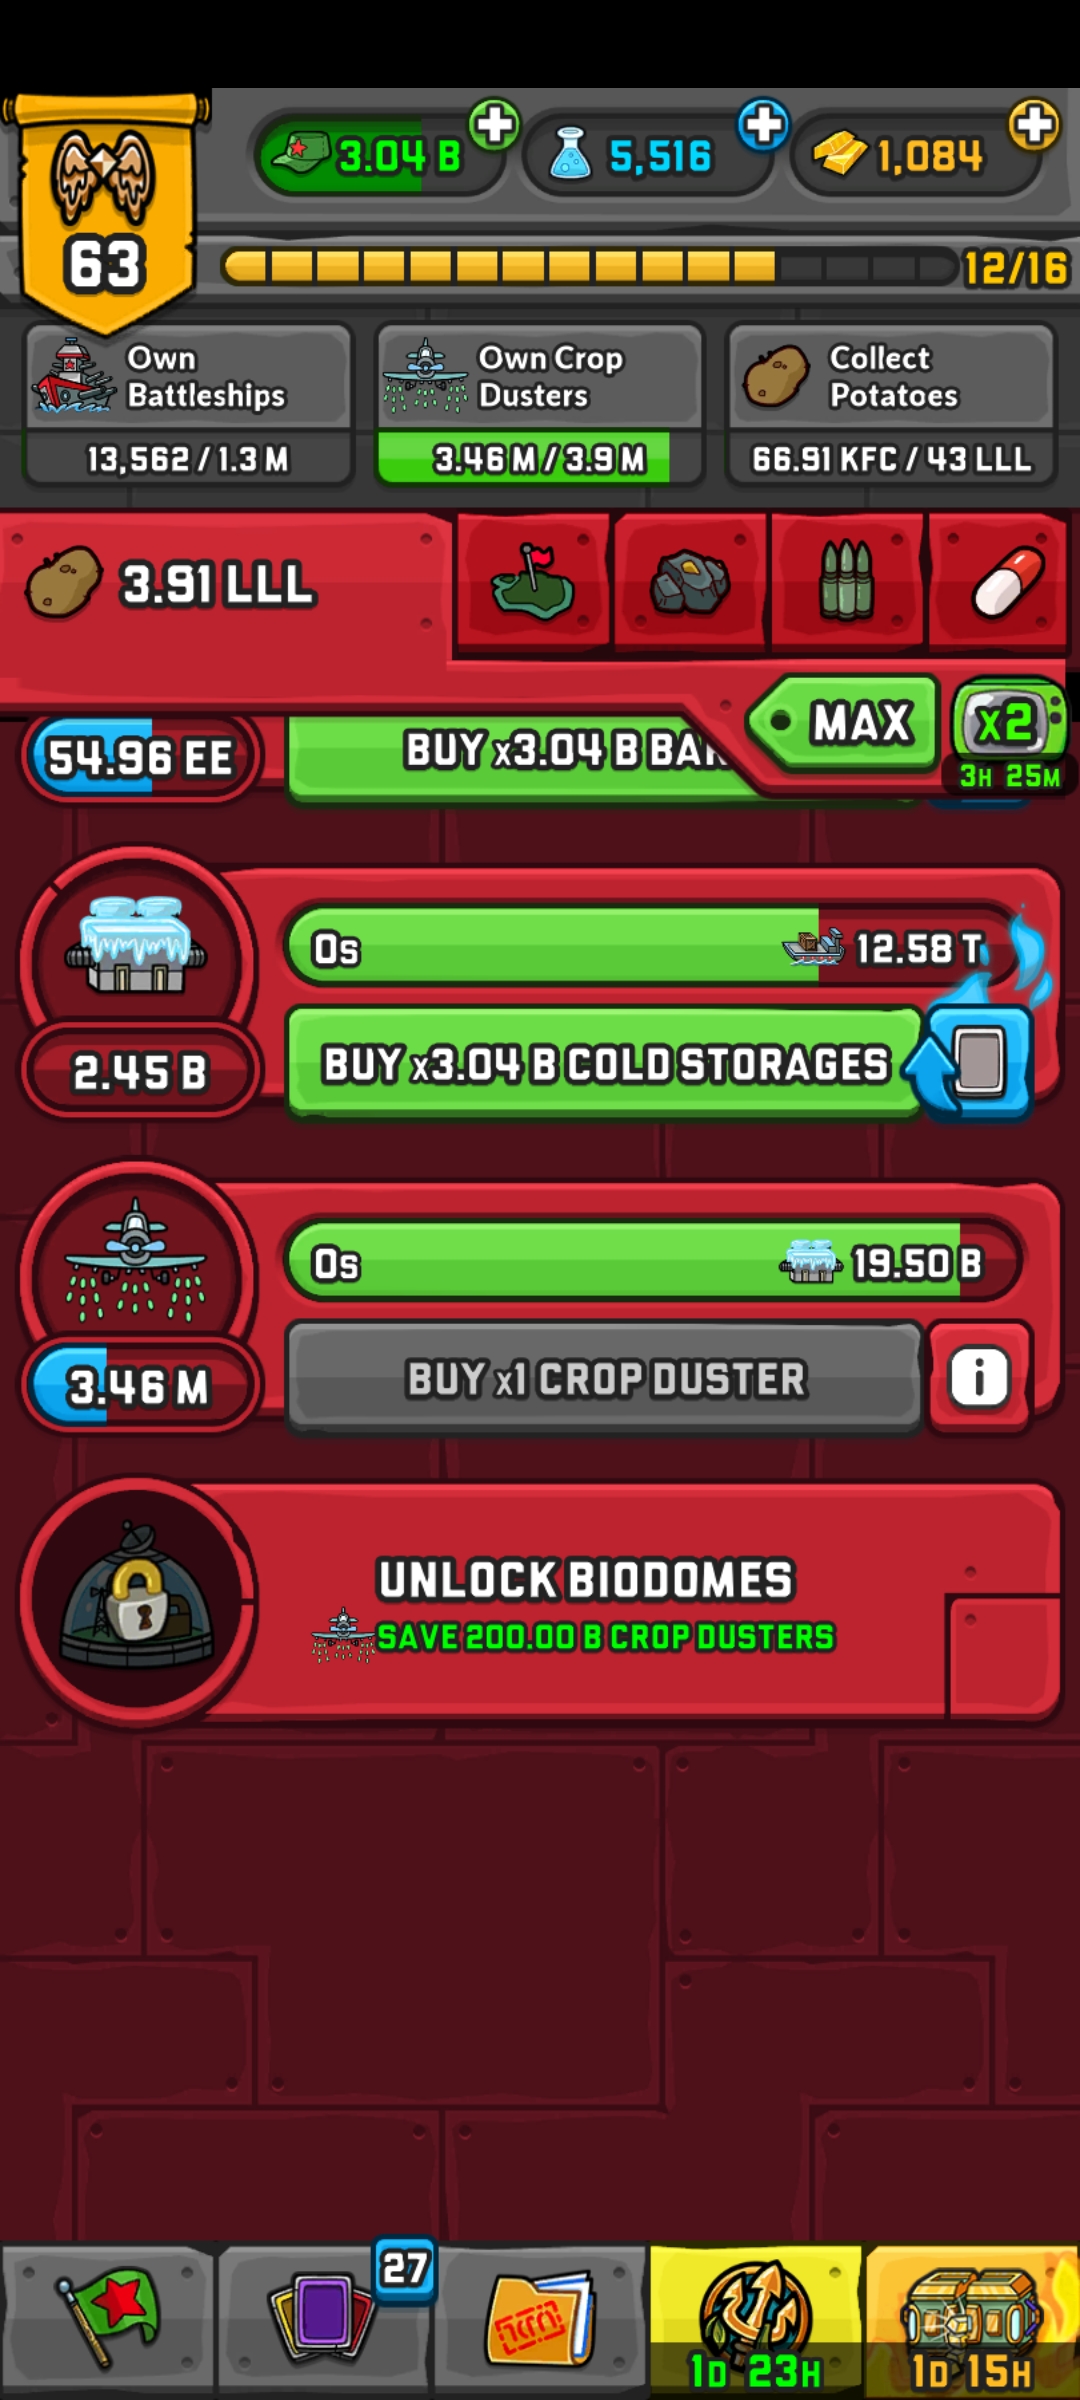 3.04 B
5,516
1,084
63
12/16
Own
Battleships
13,562 / 1.3 M
Own Crop
Dusters
3.46 M / 3.9 M
Collect
Potatoes
66.91 KFC / 43 LLL
3.91 LLL
MAX
x2
3H 25M
54.96 EE
BUY x3.04 B
0s
12.58 T
2.45 B
BUY x3.04 B COLD STORAGES
0s
19.50 B
3.46 M
BUY x1 CROP DUSTER
i
UNLOCK BIODOMES
SAVE 200.00 B CROP DUSTERS
27
1D 23H
1D 15H